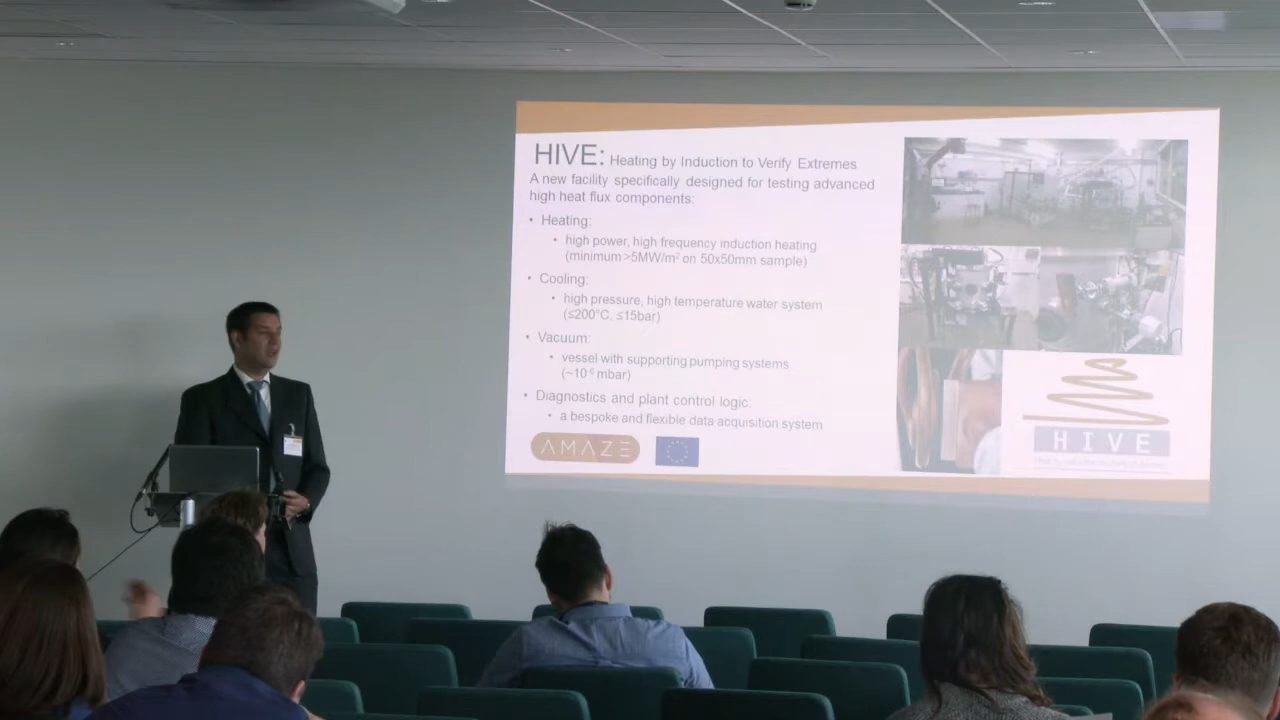 HIVE: Heating by Induction to Verify Extremes
A new facility specifically designed for testing advanced
high heat flux components:
• Heating:
• high power, high frequency induction heating
(minimum >5MW/m² on 50x50mm sample)
• Cooling:
• high pressure, high temperature water system
(≤200°C, ≤15bar)
• Vacuum:
• vessel with supporting pumping systems
(~10⁻⁶ mbar)
• Diagnostics and plant control logic:
• a bespoke and flexible data acquisition system
AMAZE
HIVE